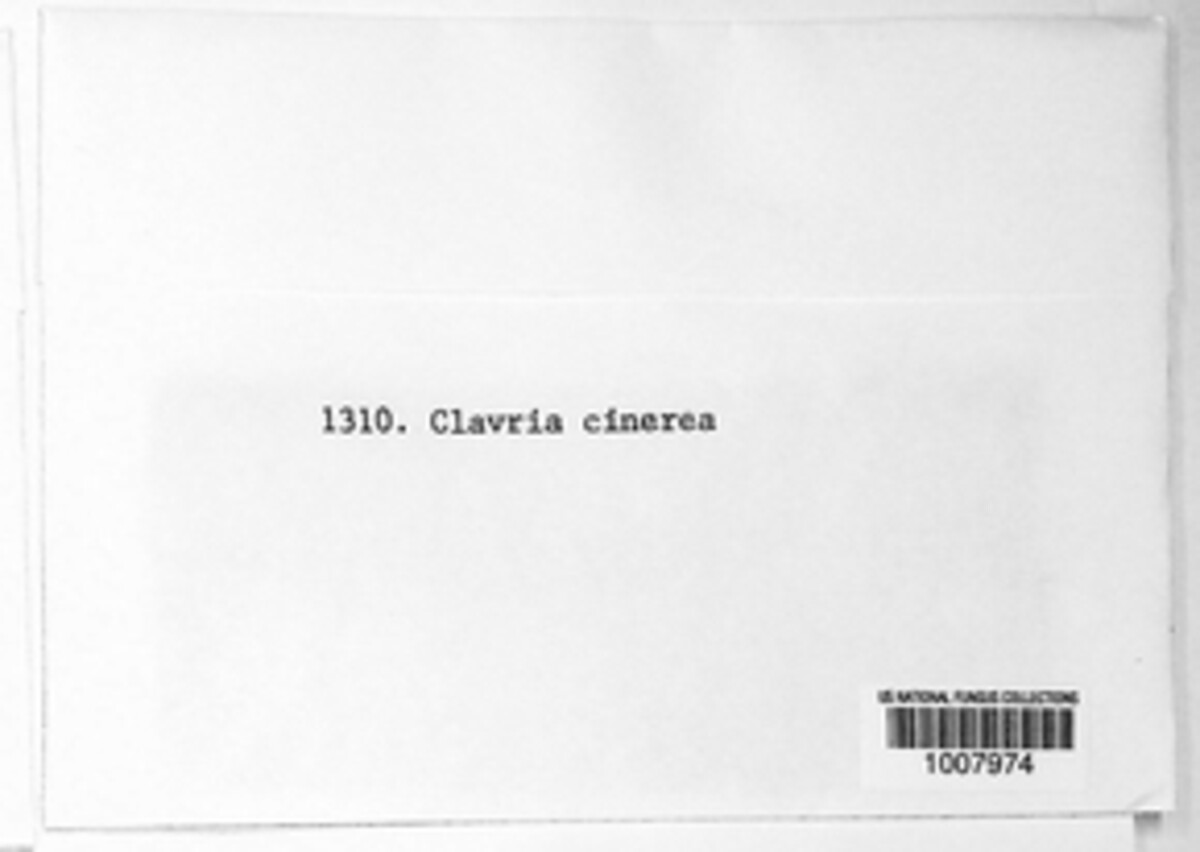 1310. Clavria cinerea
US NATIONAL FUNGUS COLLECTIONS
1007974